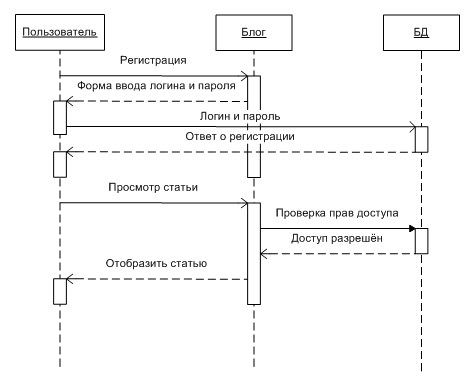 Пользователь
Блог
БД
Регистрация
Форма ввода логина и пароля
Логин и пароль
Ответ о регистрации
Просмотр статьи
Проверка прав доступа
Доступ разрешён
Отобразить статью